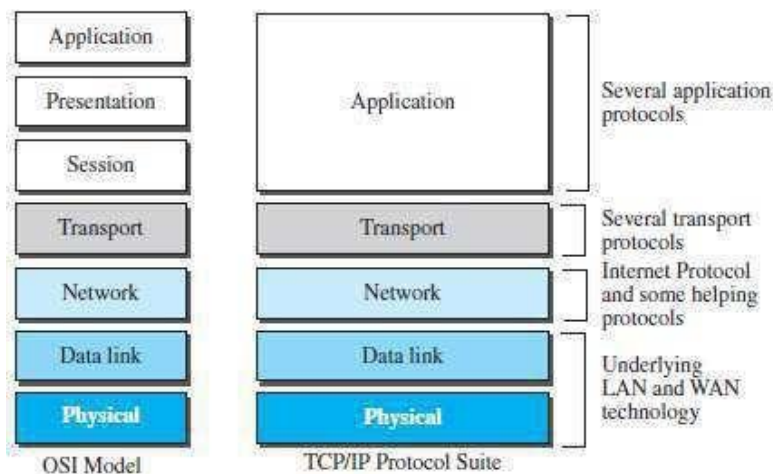 Application
Presentation
Session
Transport
Network
Data link
Physical
OSI Model
Application
Transport
Network
Data link
Physical
TCP/IP Protocol Suite
Several application
protocols
Several transport
protocols
Internet Protocol
and some helping
protocols
Underlying
LAN and WAN
technology